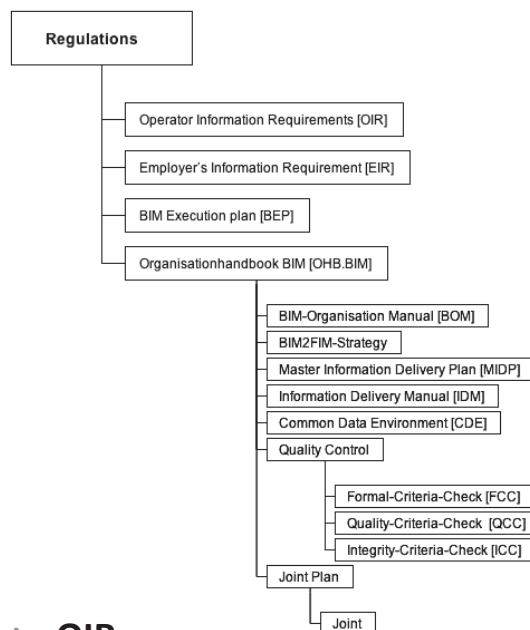 Regulations
Operator Information Requirements [OIR]
Employer's Information Requirement [EIR]
BIM Execution plan [BEP]
Organisationhandbook BIM [OHB.BIM]
BIM-Organisation Manual [BOM]
BIM2FIM-Strategy
Master Information Delivery Plan [MIDP]
Information Delivery Manual [IDM]
Common Data Environment [CDE]
Quality Control
Formal-Criteria-Check [FCC]
Quality-Criteria-Check [QCC]
Integrity-Criteria-Check [ICC]
Joint Plan
Joint